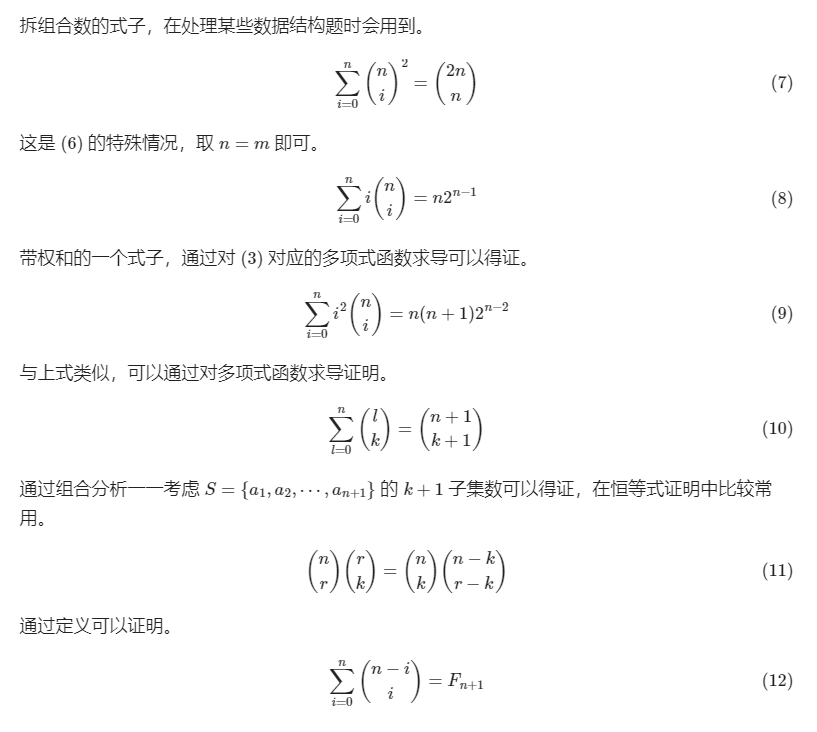 拆组合数的式子，在处理某些数据结构题时会用到。
$$\sum_{i=0}^{n}\binom{n}{i}^2=\binom{2n}{n}$$ (7)
这是 (6) 的特殊情况，取 $n=m$ 即可。
$$\sum_{i=0}^{n}i\binom{n}{i}=n2^{n-1}$$ (8)
带权和的一个式子，通过对 (3) 对应的多项式函数求导可以得证。
$$\sum_{i=0}^{n}i^2\binom{n}{i}=n(n+1)2^{n-2}$$ (9)
与上式类似，可以通过对多项式函数求导证明。
$$\sum_{l=0}^{n}\binom{l}{k}=\binom{n+1}{k+1}$$ (10)
通过组合分析一一考虑 $S=\{a_1,a_2,\cdots,a_{n+1}\}$ 的 $k+1$ 子集数可以得证，在恒等式证明中比较常
用。
$$\binom{n}{r}\binom{r}{k}=\binom{n}{k}\binom{n-k}{r-k}$$ (11)
通过定义可以证明。
$$\sum_{i=0}^{n}\binom{n-i}{i}=F_{n+1}$$ (12)